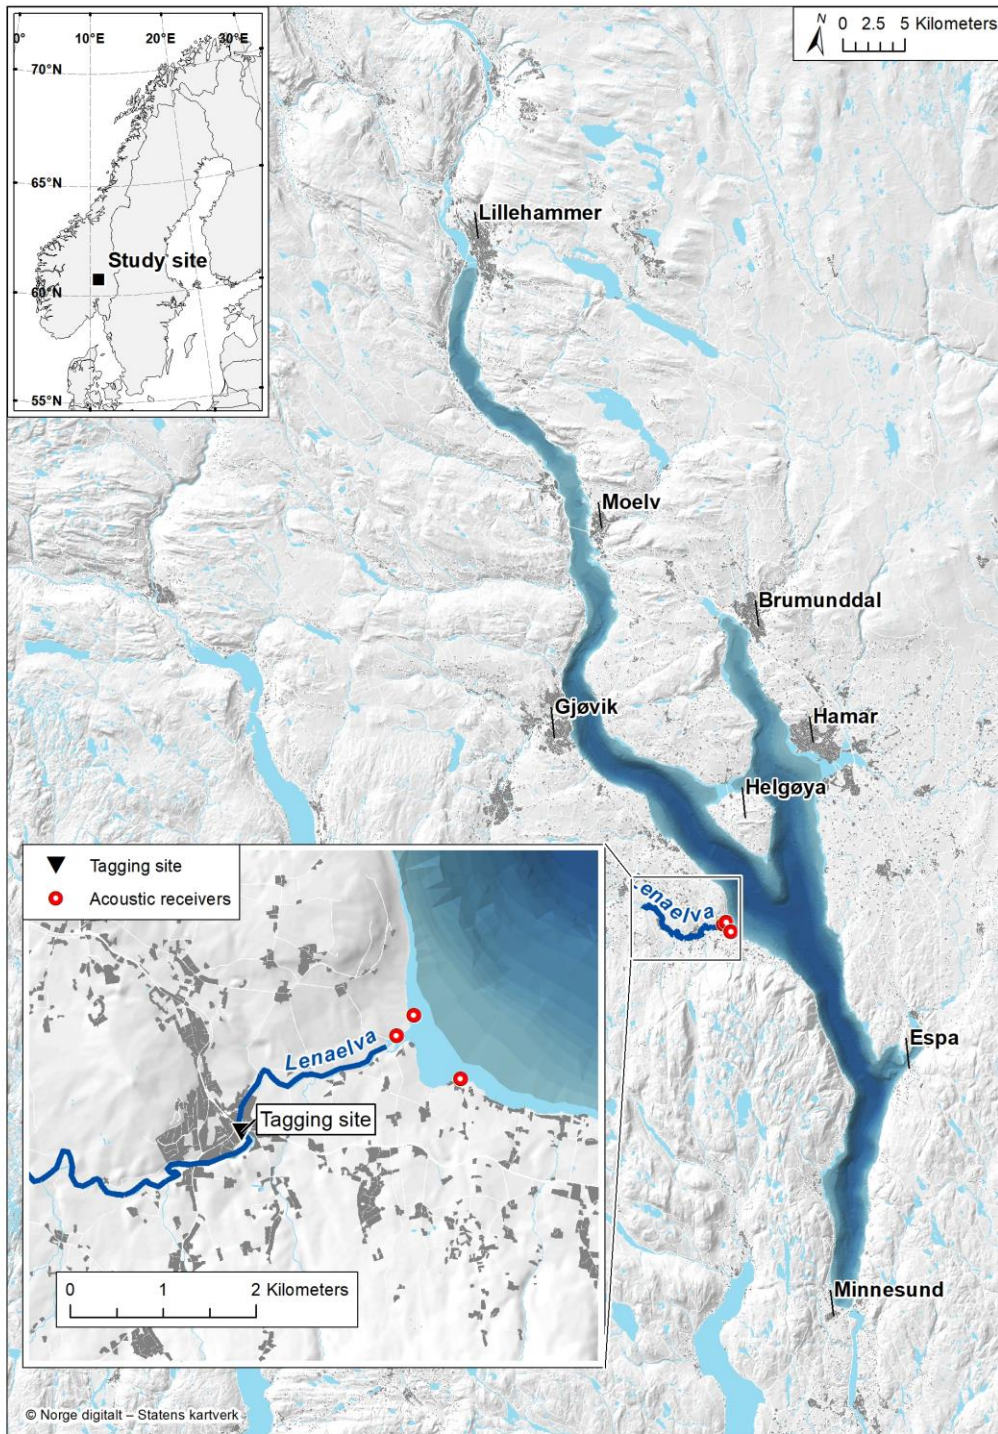 0° 10°E 20°E 30°E
70°N
65°N
60°N
55°N
Study site
N
0 2.5 5 Kilometers
Lillehammer
Moelv
Brumunddal
Gjøvik
Hamar
Helgøya
Lenaelva
Espa
Minnesund
Tagging site
Acoustic receivers
Lenaelva
Tagging site
0 1 2 Kilometers
© Norge digitalt – Statens kartverk